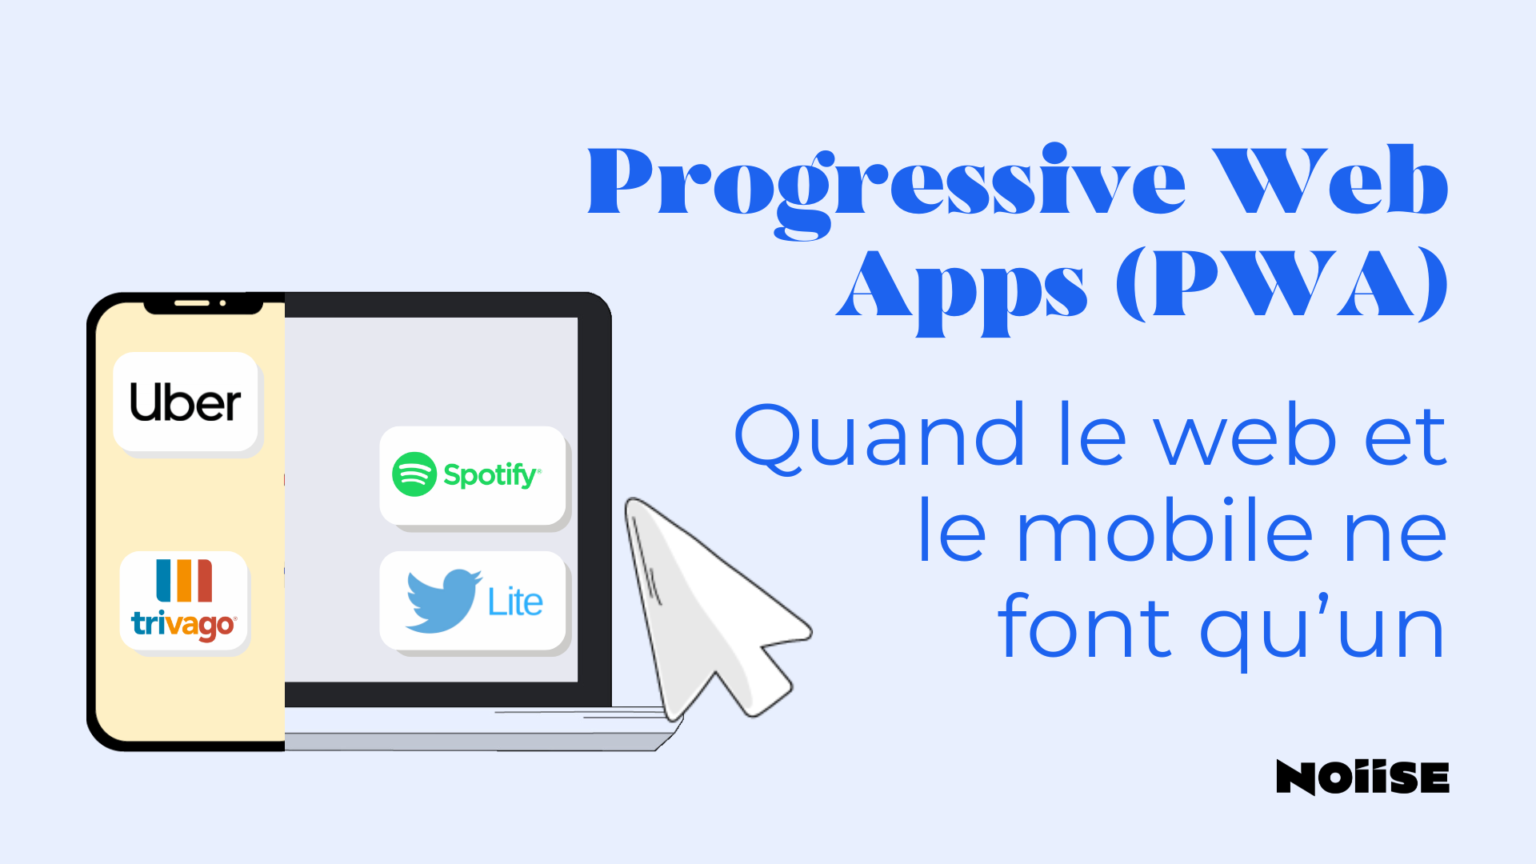 Progressive Web
Apps (PWA)
Quand le web et
le mobile ne
font qu’un
Uber
trivago
Spotify
Lite
NOIISE